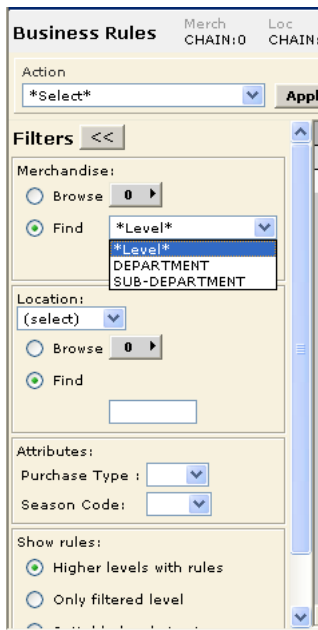 Business Rules Merch Loc
CHAIN:0 CHAIN:
Action
*Select* Appl
Filters <<
Merchandise:
Browse 0
Find *Level*
*Level*
DEPARTMENT
SUB-DEPARTMENT
Location:
(select)
Browse 0
Find
Attributes:
Purchase Type :
Season Code:
Show rules:
Higher levels with rules
Only filtered level